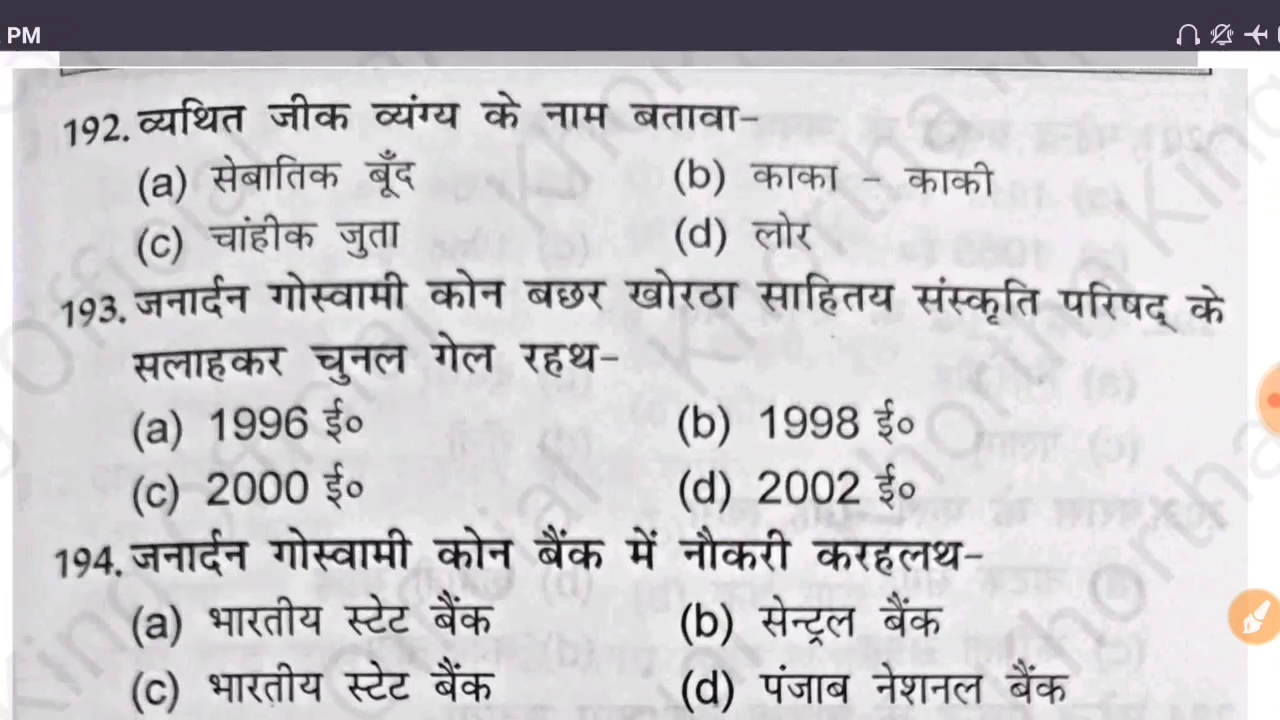 PM
192. व्यथित जीक व्यंग्य के नाम बतावा-
(a) सेबातिक बूँद (b) काका - काकी
(c) चांहीक जुता (d) लोर
193. जनार्दन गोस्वामी कोन बछर खोरठा साहितय संस्कृति परिषद् के
सलाहकर चुनल गेल रहथ-
(a) 1996 ई० (b) 1998 ई०
(c) 2000 ई० (d) 2002 ई०
194. जनार्दन गोस्वामी कोन बैंक में नौकरी करहलथ-
(a) भारतीय स्टेट बैंक (b) सेन्ट्रल बैंक
(c) भारतीय स्टेट बैंक (d) पंजाब नेशनल बैंक